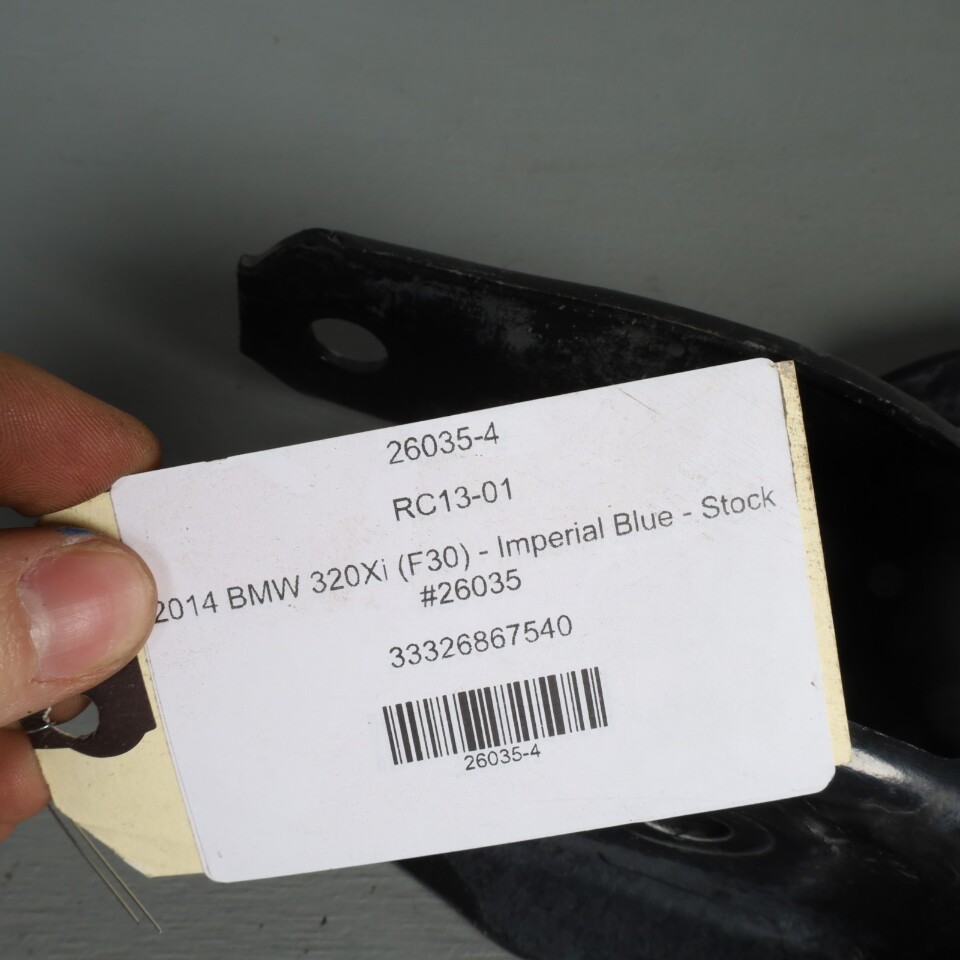 26035-4
RC13-01
2014 BMW 320Xi (F30) - Imperial Blue - Stock
#26035
33326867540
26035-4